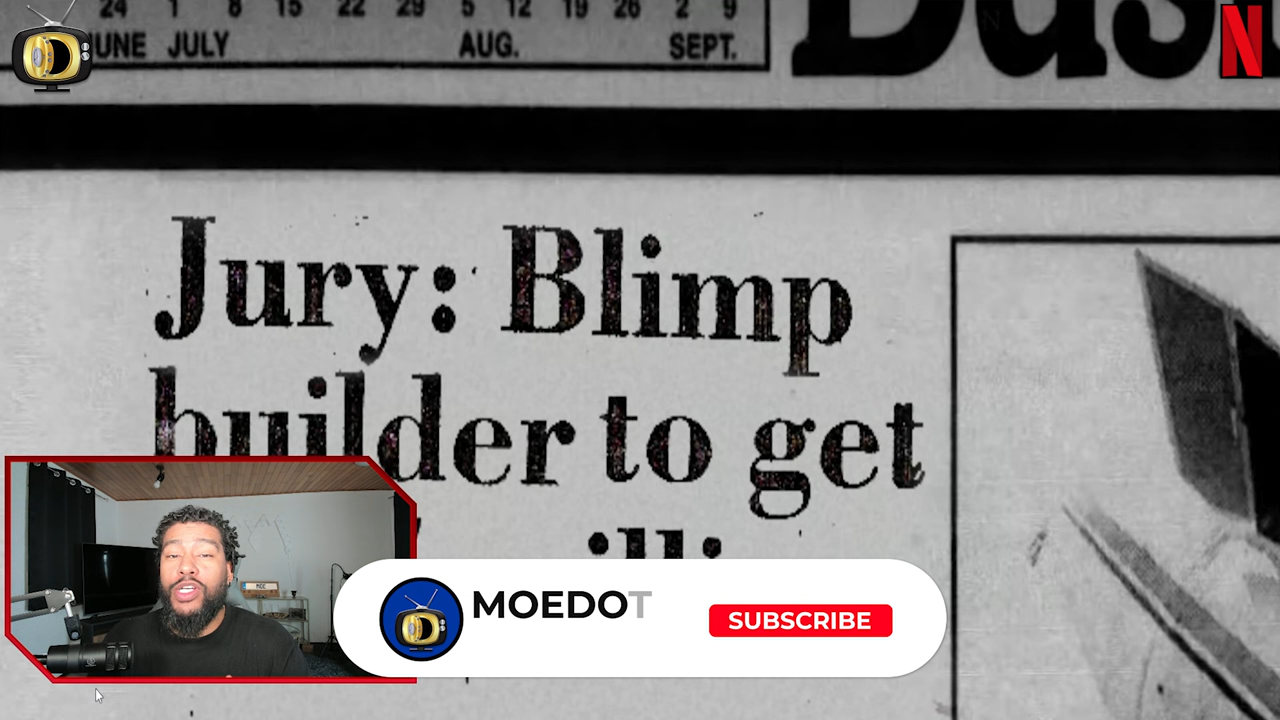 24 1 8 15 22 29 5 12 19 26 2 9
JUNE JULY AUG. SEPT.
N
Jury: Blimp
builder to get
MOEDOT
SUBSCRIBE